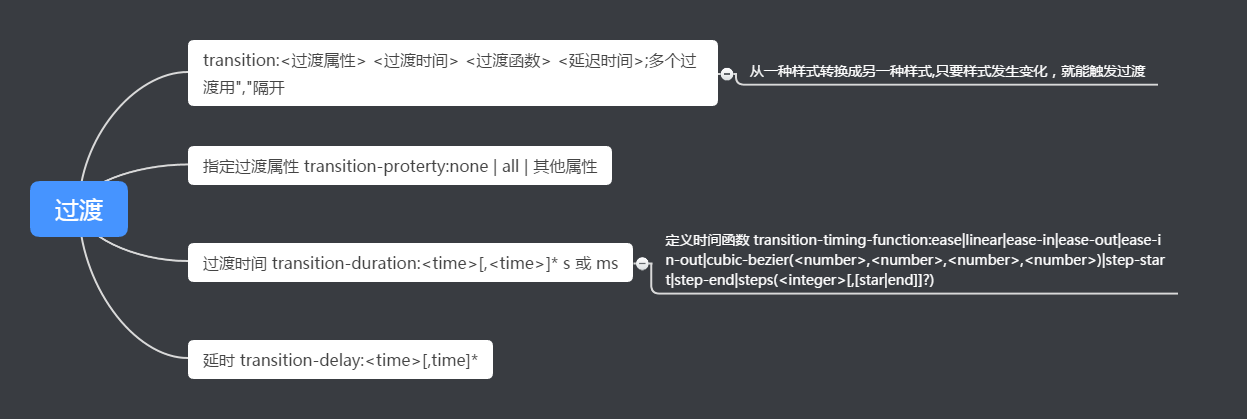 transition:<过渡属性> <过渡时间> <过渡函数> <延迟时间>;多个过
渡用","隔开
从一种样式转换成另一种样式,只要样式发生变化，就能触发过渡
指定过渡属性 transition-proterty:none | all | 其他属性
过渡
过渡时间 transition-duration:<time>[,<time>]* s 或 ms
定义时间函数 transition-timing-function:ease|linear|ease-in|ease-out|ease-i
n-out|cubic-bezier(<number>,<number>,<number>,<number>)|step-star
t|step-end|steps(<integer>[,[star|end]]?)
延时 transition-delay:<time>[,time]*